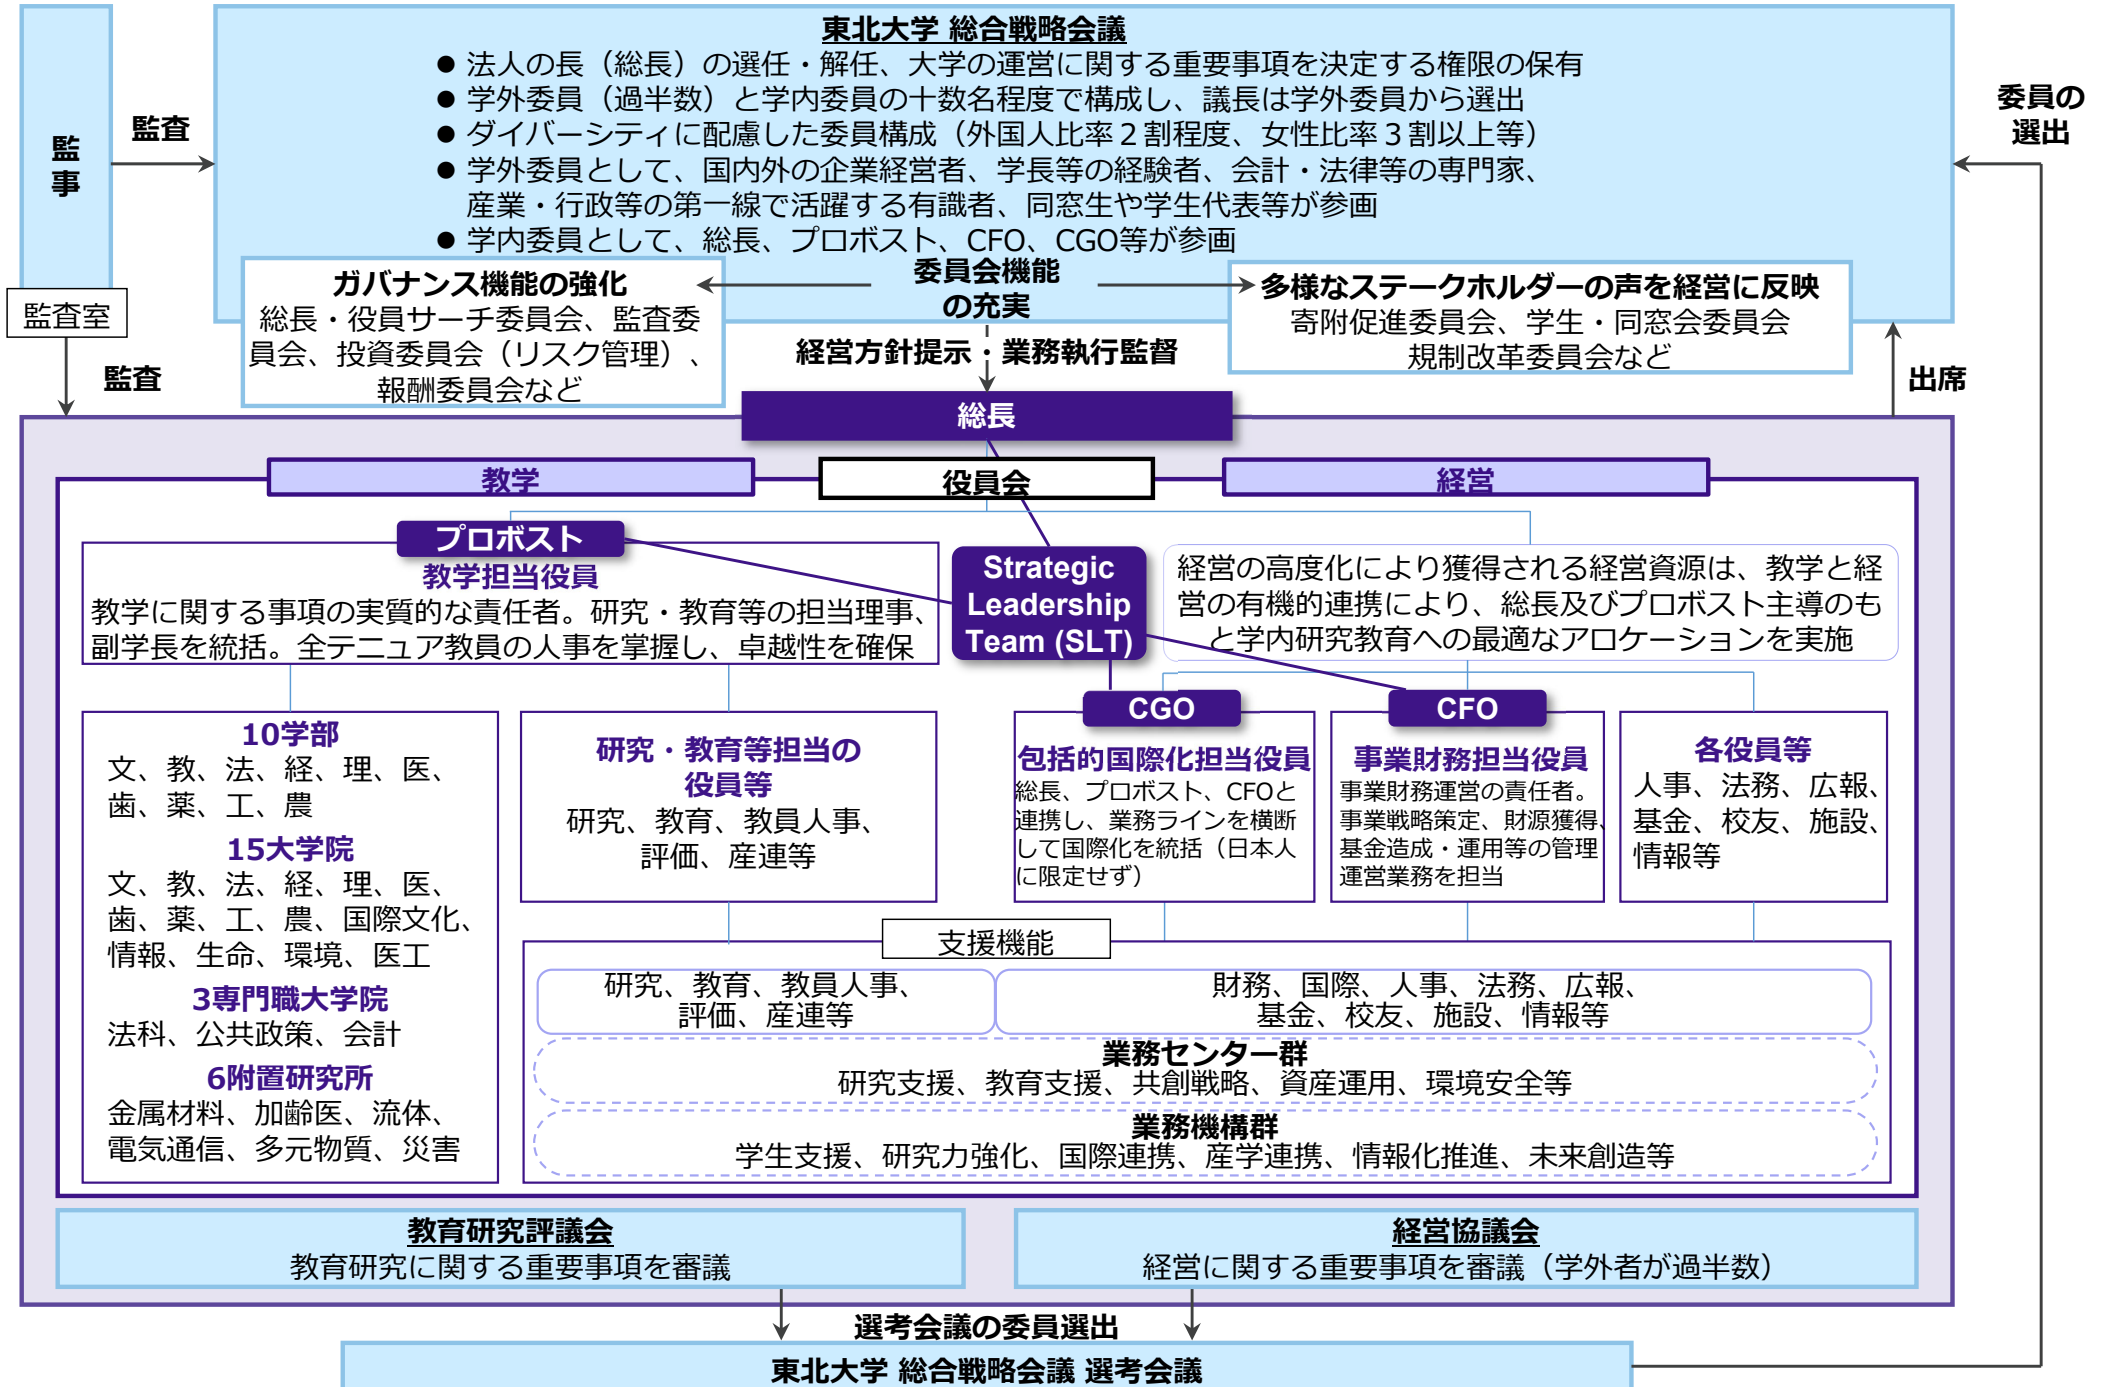 東北大学 総合戦略会議
● 法人の長（総長）の選任・解任、大学の運営に関する重要事項を決定する権限の保有
● 学外委員（過半数）と学内委員の十数名程度で構成し、議長は学外委員から選出
● ダイバーシティに配慮した委員構成（外国人比率２割程度、女性比率３割以上等）
● 学外委員として、国内外の企業経営者、学長等の経験者、会計・法律等の専門家、
産業・行政等の第一線で活躍する有識者、同窓生や学生代表等が参画
● 学内委員として、総長、プロボスト、CFO、CGO等が参画
監
事
監査
委員の
選出
監査室
監査
ガバナンス機能の強化
総長・役員サーチ委員会、監査委
員会、投資委員会（リスク管理）、
報酬委員会など
委員会機能
の充実
多様なステークホルダーの声を経営に反映
寄附促進委員会、学生・同窓会委員会
規制改革委員会など
経営方針提示・業務執行監督
出席
総長
教学
役員会
経営
プロボスト
教学担当役員
教学に関する事項の実質的な責任者。研究・教育等の担当理事、
副学長を統括。全テニュア教員の人事を掌握し、卓越性を確保
Strategic
Leadership
Team (SLT)
経営の高度化により獲得される経営資源は、教学と経
営の有機的連携により、総長及びプロボスト主導のも
と学内研究教育への最適なアロケーションを実施
10学部
文、教、法、経、理、医、
歯、薬、工、農
15大学院
文、教、法、経、理、医、
歯、薬、工、農、国際文化、
情報、生命、環境、医工
3専門職大学院
法科、公共政策、会計
6附置研究所
金属材料、加齢医、流体、
電気通信、多元物質、災害
研究・教育等担当の
役員等
研究、教育、教員人事、
評価、産連等
CGO
包括的国際化担当役員
総長、プロボスト、CFOと
連携し、業務ラインを横断
して国際化を統括（日本人
に限定せず）
CFO
事業財務担当役員
事業財務運営の責任者。
事業戦略策定、財源獲得、
基金造成・運用等の管理
運営業務を担当
各役員等
人事、法務、広報、
基金、校友、施設、
情報等
支援機能
研究、教育、教員人事、
評価、産連等
財務、国際、人事、法務、広報、
基金、校友、施設、情報等
業務センター群
研究支援、教育支援、共創戦略、資産運用、環境安全等
業務機構群
学生支援、研究力強化、国際連携、産学連携、情報化推進、未来創造等
教育研究評議会
教育研究に関する重要事項を審議
経営協議会
経営に関する重要事項を審議（学外者が過半数）
選考会議の委員選出
東北大学 総合戦略会議 選考会議